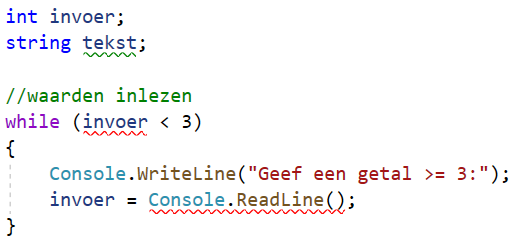 int invoer;
string tekst;

//waarden inlezen
while (invoer < 3)
{
    Console.WriteLine("Geef een getal >= 3:");
    invoer = Console.ReadLine();
}